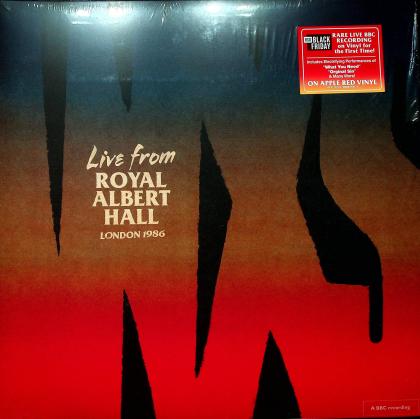 BLACK
FRIDAY
RARE LIVE BBC
RECORDING
on Vinyl for
the First Time!
Includes Electrifying Performances of
"What You Need"
"Original Sin"
& Many More!
ON APPLE RED VINYL
Live from
ROYAL
ALBERT
HALL
LONDON 1986
A BBC recording